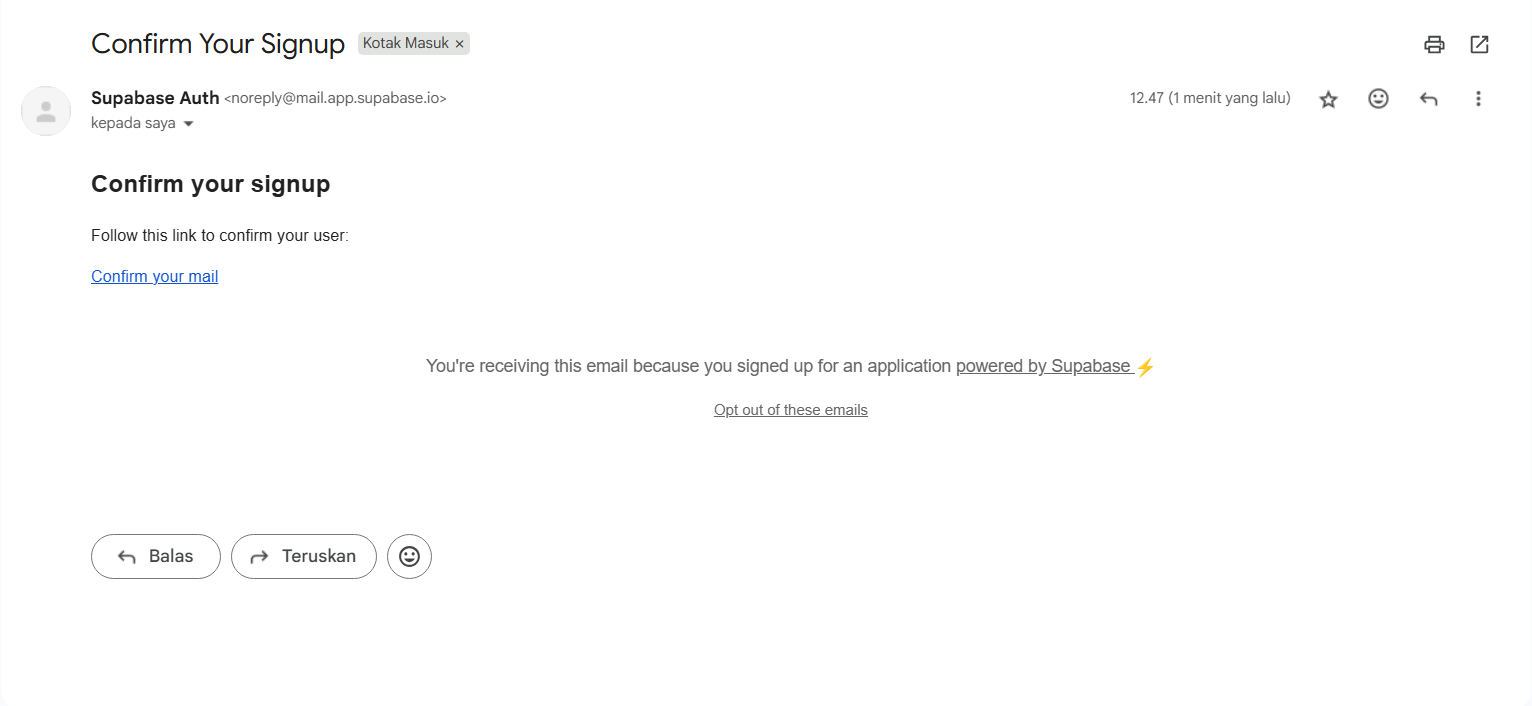 Confirm Your Signup Kotak Masuk ×
Supabase Auth <noreply@mail.app.supabase.io> 12.47 (1 menit yang lalu)
kepada saya
Confirm your signup
Follow this link to confirm your user:
Confirm your mail
You're receiving this email because you signed up for an application powered by Supabase ⚡
Opt out of these emails
Balas Teruskan